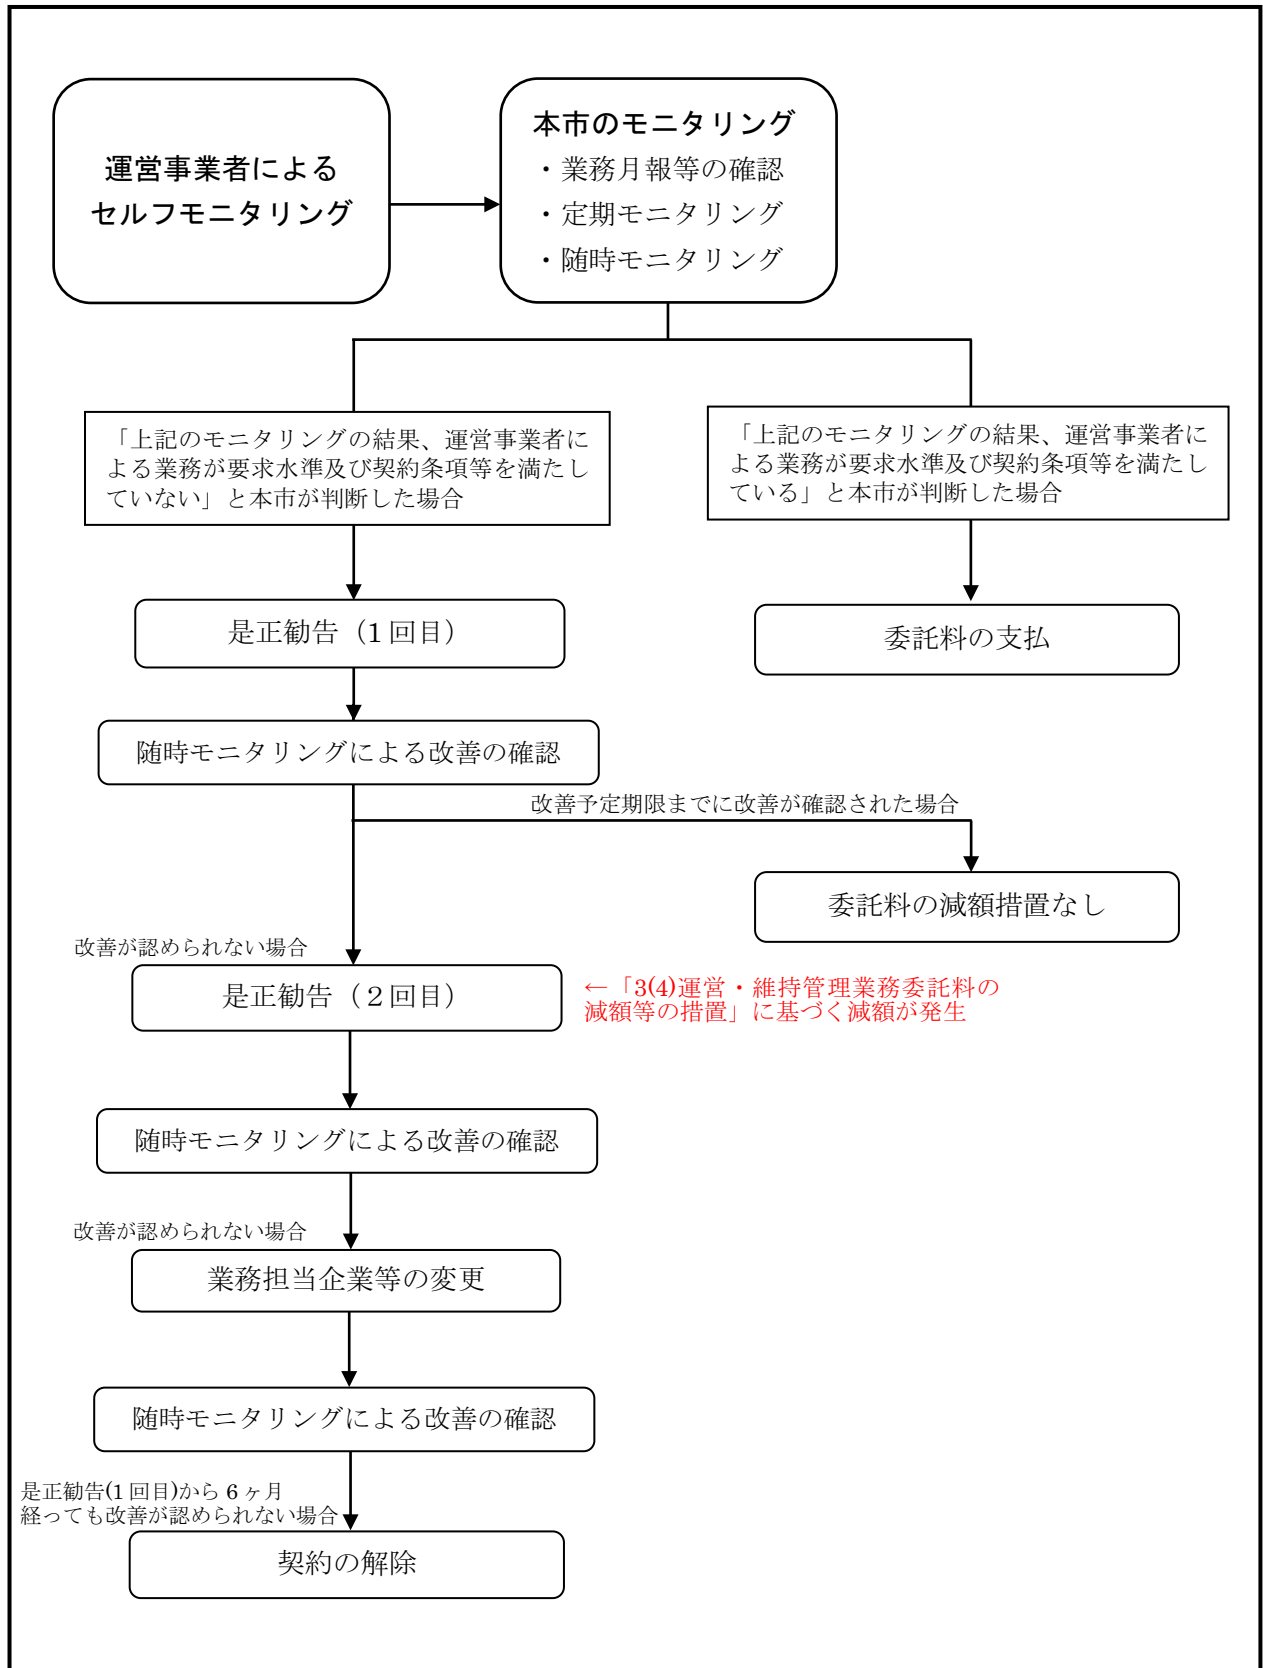 運営事業者による
セルフモニタリング
本市のモニタリング
・業務月報等の確認
・定期モニタリング
・随時モニタリング
「上記のモニタリングの結果、運営事業者に
よる業務が要求水準及び契約条項等を満たし
ていない」と本市が判断した場合
「上記のモニタリングの結果、運営事業者に
よる業務が要求水準及び契約条項等を満たし
ている」と本市が判断した場合
是正勧告（1回目）
委託料の支払
随時モニタリングによる改善の確認
改善予定期限までに改善が確認された場合
委託料の減額措置なし
改善が認められない場合
是正勧告（２回目）
←「3(4)運営・維持管理業務委託料の
減額等の措置」に基づく減額が発生
随時モニタリングによる改善の確認
改善が認められない場合
業務担当企業等の変更
随時モニタリングによる改善の確認
是正勧告(1回目)から6ヶ月
経っても改善が認められない場合
契約の解除